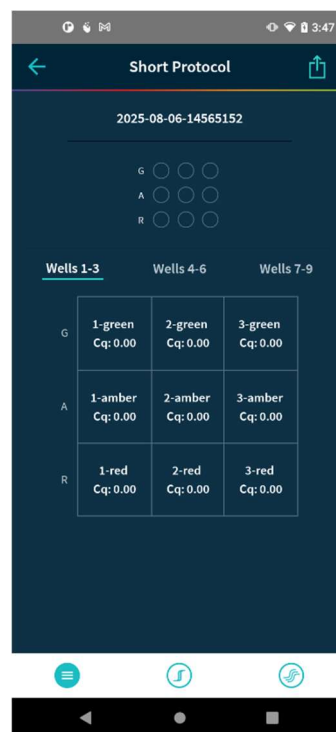 3:47
Short Protocol
2025-08-06-14565152
G
A
R
Wells 1-3 Wells 4-6 Wells 7-9
G 1-green 2-green 3-green
Cq: 0.00 Cq: 0.00 Cq: 0.00
A 1-amber 2-amber 3-amber
Cq: 0.00 Cq: 0.00 Cq: 0.00
R 1-red 2-red 3-red
Cq: 0.00 Cq: 0.00 Cq: 0.00